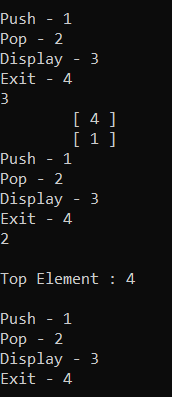 Push - 1
Pop - 2
Display - 3
Exit - 4
3
[ 4 ]
[ 1 ]
Push - 1
Pop - 2
Display - 3
Exit - 4
2
Top Element : 4
Push - 1
Pop - 2
Display - 3
Exit - 4